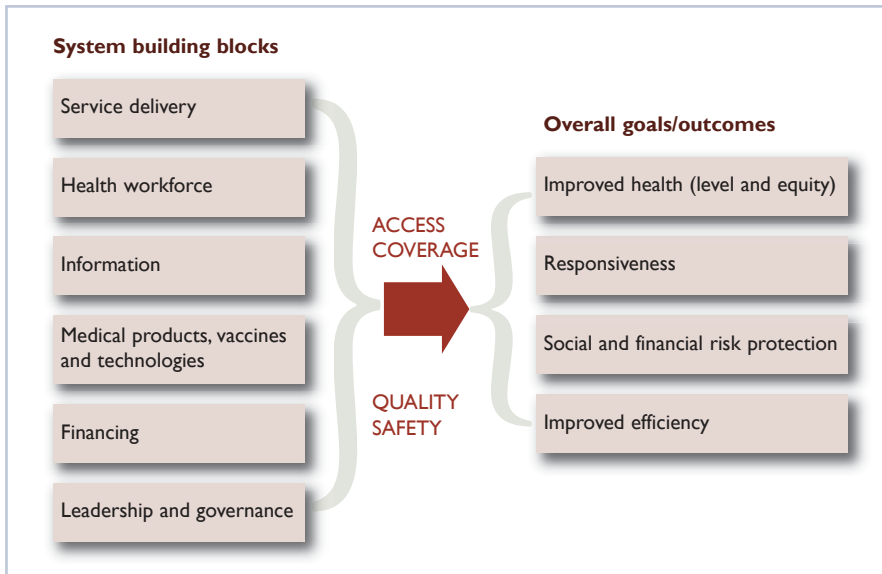 System building blocks
Service delivery
Health workforce
Information
Medical products, vaccines
and technologies
Financing
Leadership and governance
ACCESS
COVERAGE
QUALITY
SAFETY
Overall goals/outcomes
Improved health (level and equity)
Responsiveness
Social and financial risk protection
Improved efficiency